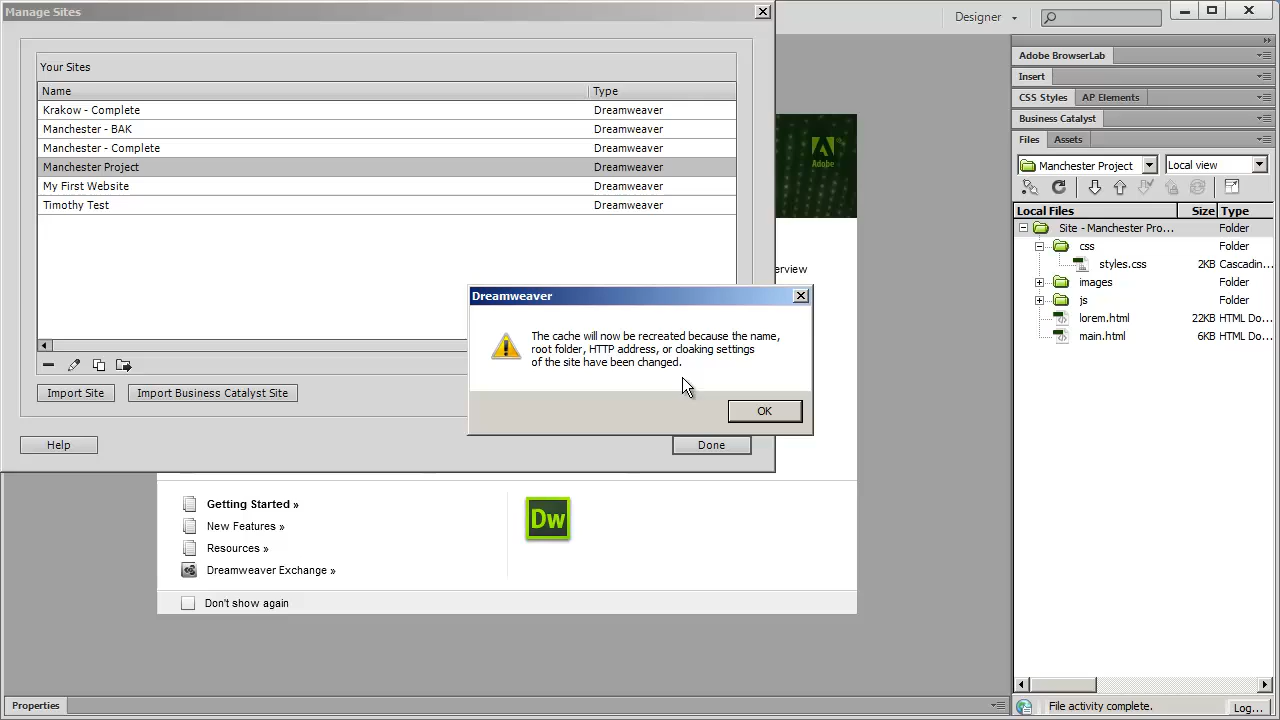 Manage Sites
Designer
Your Sites
Name Type
Krakow - Complete Dreamweaver
Manchester - BAK Dreamweaver
Manchester - Complete Dreamweaver
Manchester Project Dreamweaver
My First Website Dreamweaver
Timothy Test Dreamweaver
Import Site Import Business Catalyst Site
Help Done
Dreamweaver
The cache will now be recreated because the name,
root folder, HTTP address, or cloaking settings
of the site have been changed.
OK
Adobe
erview
Getting Started »
New Features »
Resources »
Dreamweaver Exchange »
Dw
Don't show again
Properties
Adobe BrowserLab
Insert
CSS Styles AP Elements
Business Catalyst
Files Assets
Manchester Project Local view
Local Files Size Type
Site - Manchester Pro... Folder
css Folder
styles.css 2KB Cascadin...
images Folder
js Folder
lorem.html 22KB HTML Do...
main.html 6KB HTML Do...
File activity complete. Log...